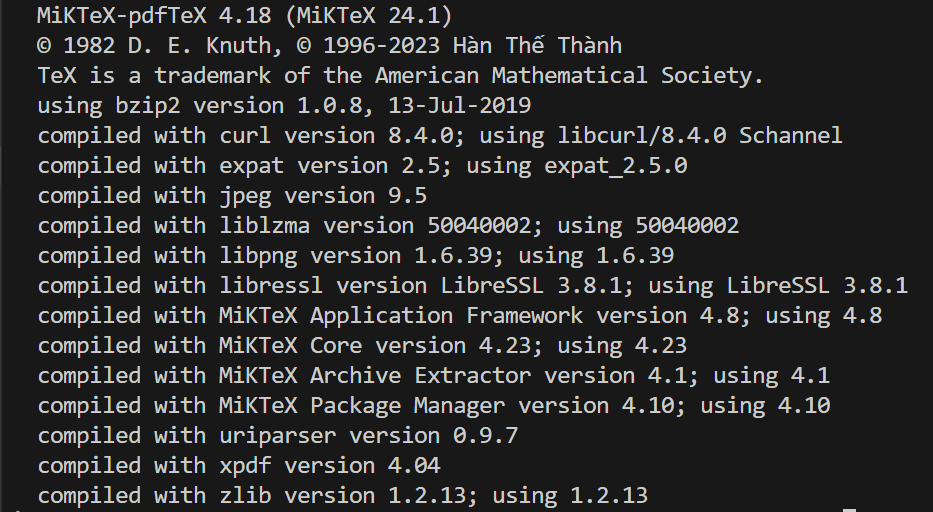 MiKTeX-pdfTeX 4.18 (MiKTeX 24.1)
© 1982 D. E. Knuth, © 1996-2023 Hàn Thế Thành
TeX is a trademark of the American Mathematical Society.
using bzip2 version 1.0.8, 13-Jul-2019
compiled with curl version 8.4.0; using libcurl/8.4.0 Schannel
compiled with expat version 2.5; using expat_2.5.0
compiled with jpeg version 9.5
compiled with liblzma version 50040002; using 50040002
compiled with libpng version 1.6.39; using 1.6.39
compiled with libressl version LibreSSL 3.8.1; using LibreSSL 3.8.1
compiled with MiKTeX Application Framework version 4.8; using 4.8
compiled with MiKTeX Core version 4.23; using 4.23
compiled with MiKTeX Archive Extractor version 4.1; using 4.1
compiled with MiKTeX Package Manager version 4.10; using 4.10
compiled with uriparser version 0.9.7
compiled with xpdf version 4.04
compiled with zlib version 1.2.13; using 1.2.13